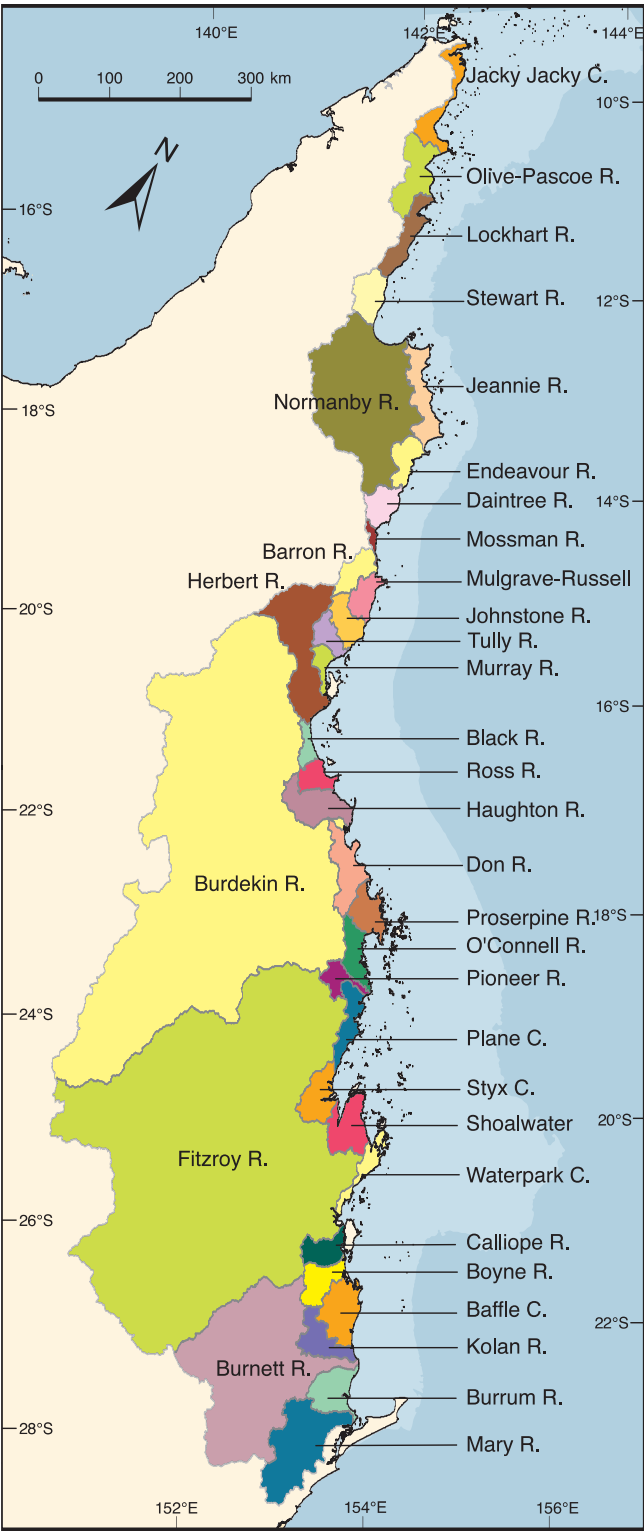 140°E
142°E
144°E
0
100
200
300 km
N
Jacky Jacky C.
10°S
Olive-Pascoe R.
16°S
Lockhart R.
Stewart R.
12°S
Jeannie R.
Normanby R.
18°S
Endeavour R.
Daintree R.
14°S
Mossman R.
Barron R.
Mulgrave-Russell
Herbert R.
20°S
Johnstone R.
Tully R.
Murray R.
16°S
Black R.
Ross R.
22°S
Haughton R.
Don R.
Burdekin R.
Proserpine R.
18°S
O'Connell R.
Pioneer R.
24°S
Plane C.
Styx C.
Shoalwater
20°S
Fitzroy R.
Waterpark C.
26°S
Calliope R.
Boyne R.
Baffle C.
22°S
Kolan R.
Burnett R.
Burrum R.
28°S
Mary R.
152°E
154°E
156°E